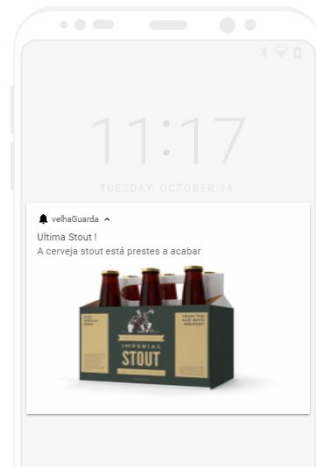 11:17
TUESDAY, OCTOBER 14
velhaGuarda
Ultima Stout !
A cerveja stout está prestes a acabar
IMPERIAL
STOUT